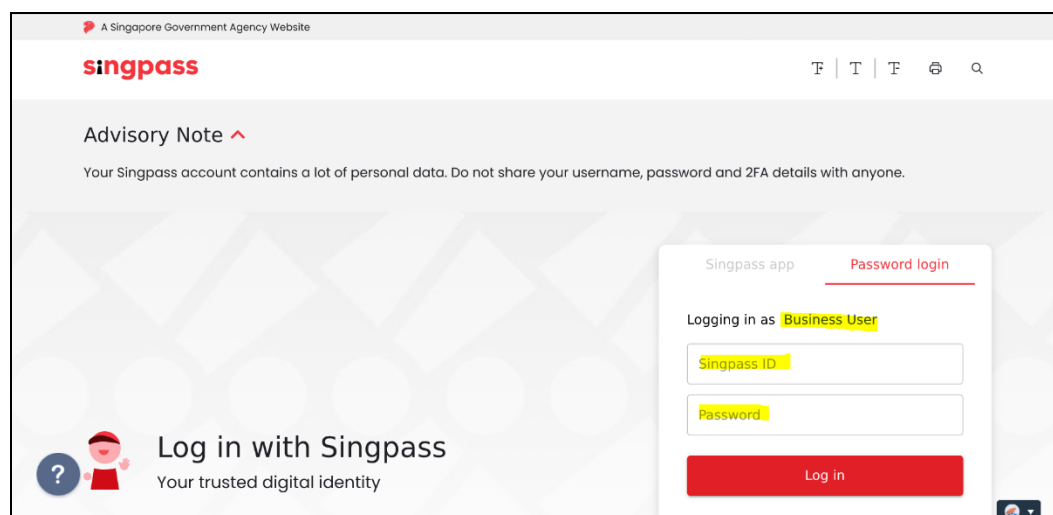 A Singapore Government Agency Website
singpass
T+ | T | T-
Advisory Note
Your Singpass account contains a lot of personal data. Do not share your username, password and 2FA details with anyone.
Singpass app Password login
Logging in as Business User
Singpass ID
Password
Log in with Singpass
Your trusted digital identity
Log in
?